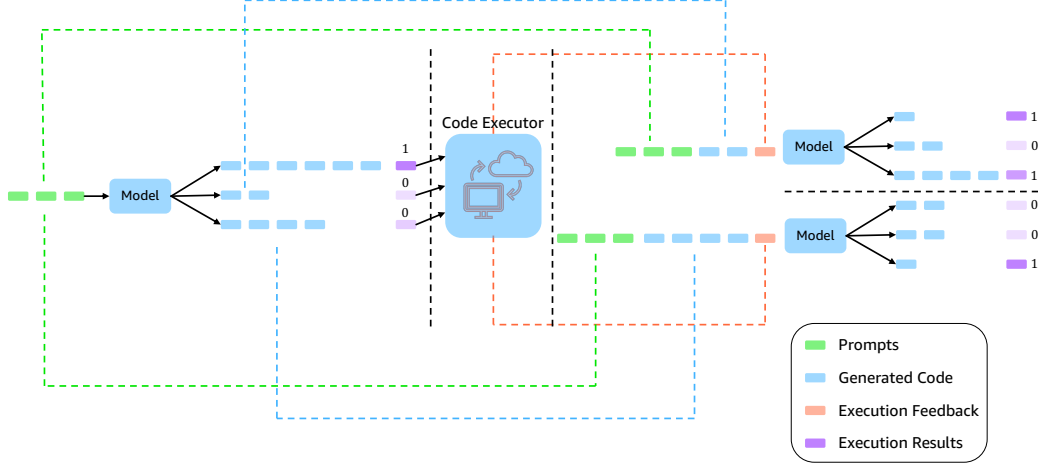 Code Executor
1
0
0
Model
Model
1
0
1
Model
0
0
1
Prompts
Generated Code
Execution Feedback
Execution Results